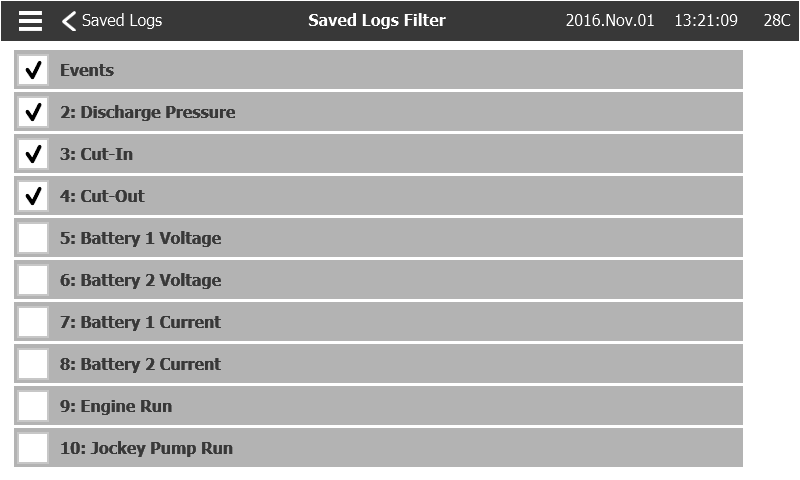 Saved Logs Saved Logs Filter 2016.Nov.01 13:21:09 28C
Events
2: Discharge Pressure
3: Cut-In
4: Cut-Out
5: Battery 1 Voltage
6: Battery 2 Voltage
7: Battery 1 Current
8: Battery 2 Current
9: Engine Run
10: Jockey Pump Run